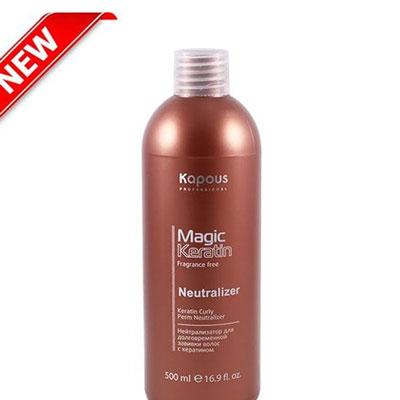 NEW
Kapous
PROFESSIONAL
Magic
Keratin
Fragrance free
Neutralizer
Keratin Curly
Perm Neutralizer
Нейтрализатор для
долговременной
завивки волос
с кератином
500 ml ℮ 16.9 fl. oz.